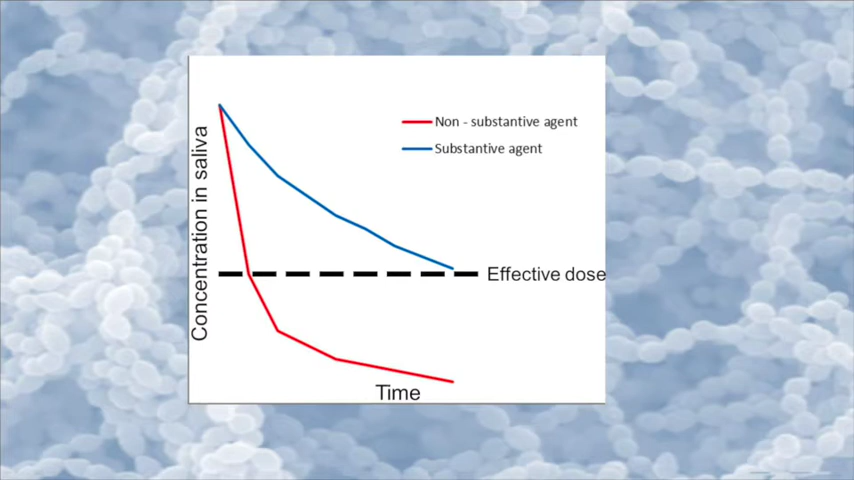 Non - substantive agent
Substantive agent
Concentration in saliva
Effective dose
Time